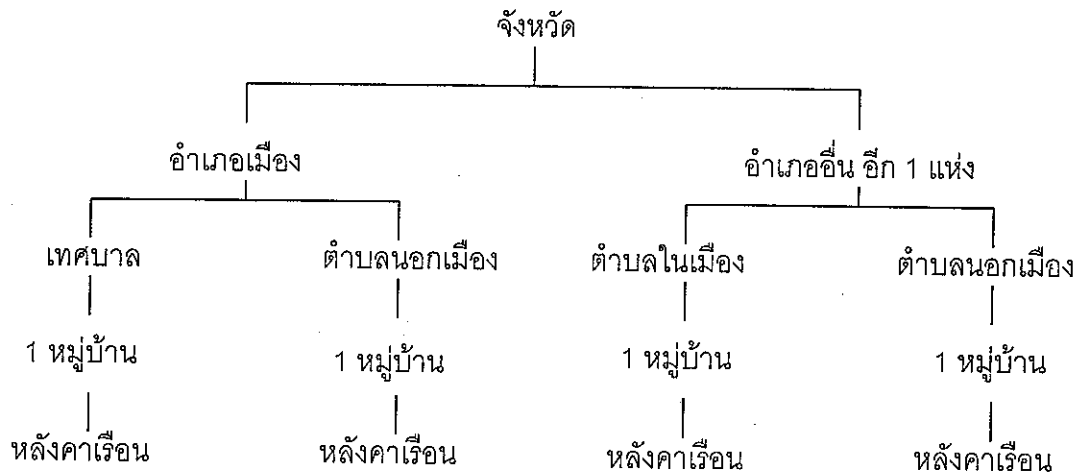 จังหวัด
อำเภอเมือง อำเภออื่น อีก 1 แห่ง
เทศบาล ตำบลนอกเมือง ตำบลในเมือง ตำบลนอกเมือง
1 หมู่บ้าน 1 หมู่บ้าน 1 หมู่บ้าน 1 หมู่บ้าน
หลังคาเรือน หลังคาเรือน หลังคาเรือน หลังคาเรือน